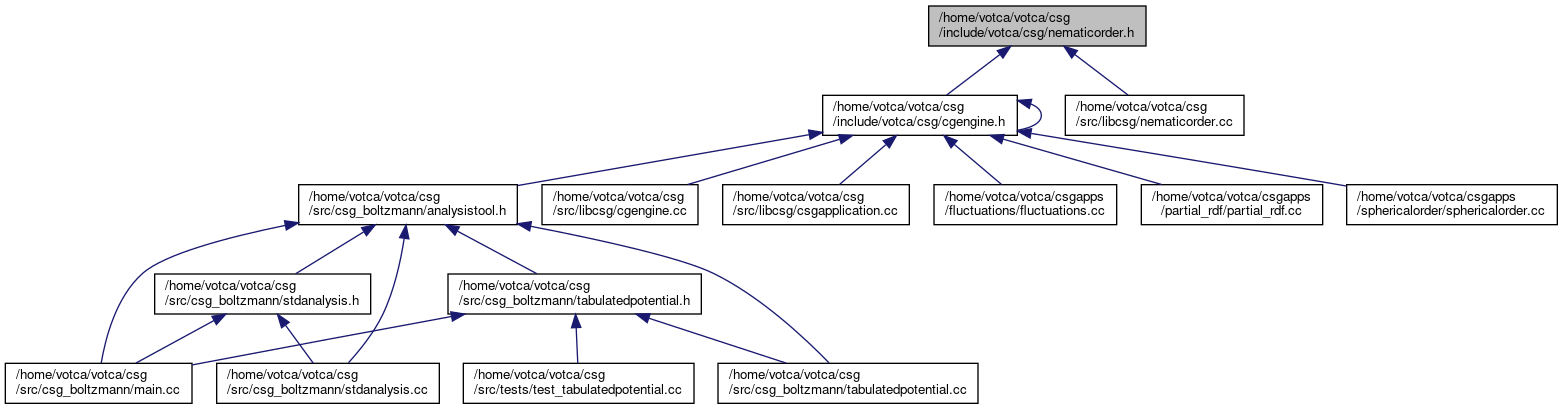 /home/votca/votca/csg
/include/votca/csg/nematicorder.h
/home/votca/votca/csg
/include/votca/csg/cgengine.h
/home/votca/votca/csg
/src/libcsg/nematicorder.cc
/home/votca/votca/csg
/src/csg_boltzmann/analysistool.h
/home/votca/votca/csg
/src/libcsg/cgengine.cc
/home/votca/votca/csg
/src/libcsg/csgapplication.cc
/home/votca/votca/csgapps
/fluctuations/fluctuations.cc
/home/votca/votca/csgapps
/partial_rdf/partial_rdf.cc
/home/votca/votca/csgapps
/sphericalorder/sphericalorder.cc
/home/votca/votca/csg
/src/csg_boltzmann/stdanalysis.h
/home/votca/votca/csg
/src/csg_boltzmann/tabulatedpotential.h
/home/votca/votca/csg
/src/csg_boltzmann/main.cc
/home/votca/votca/csg
/src/csg_boltzmann/stdanalysis.cc
/home/votca/votca/csg
/src/tests/test_tabulatedpotential.cc
/home/votca/votca/csg
/src/csg_boltzmann/tabulatedpotential.cc